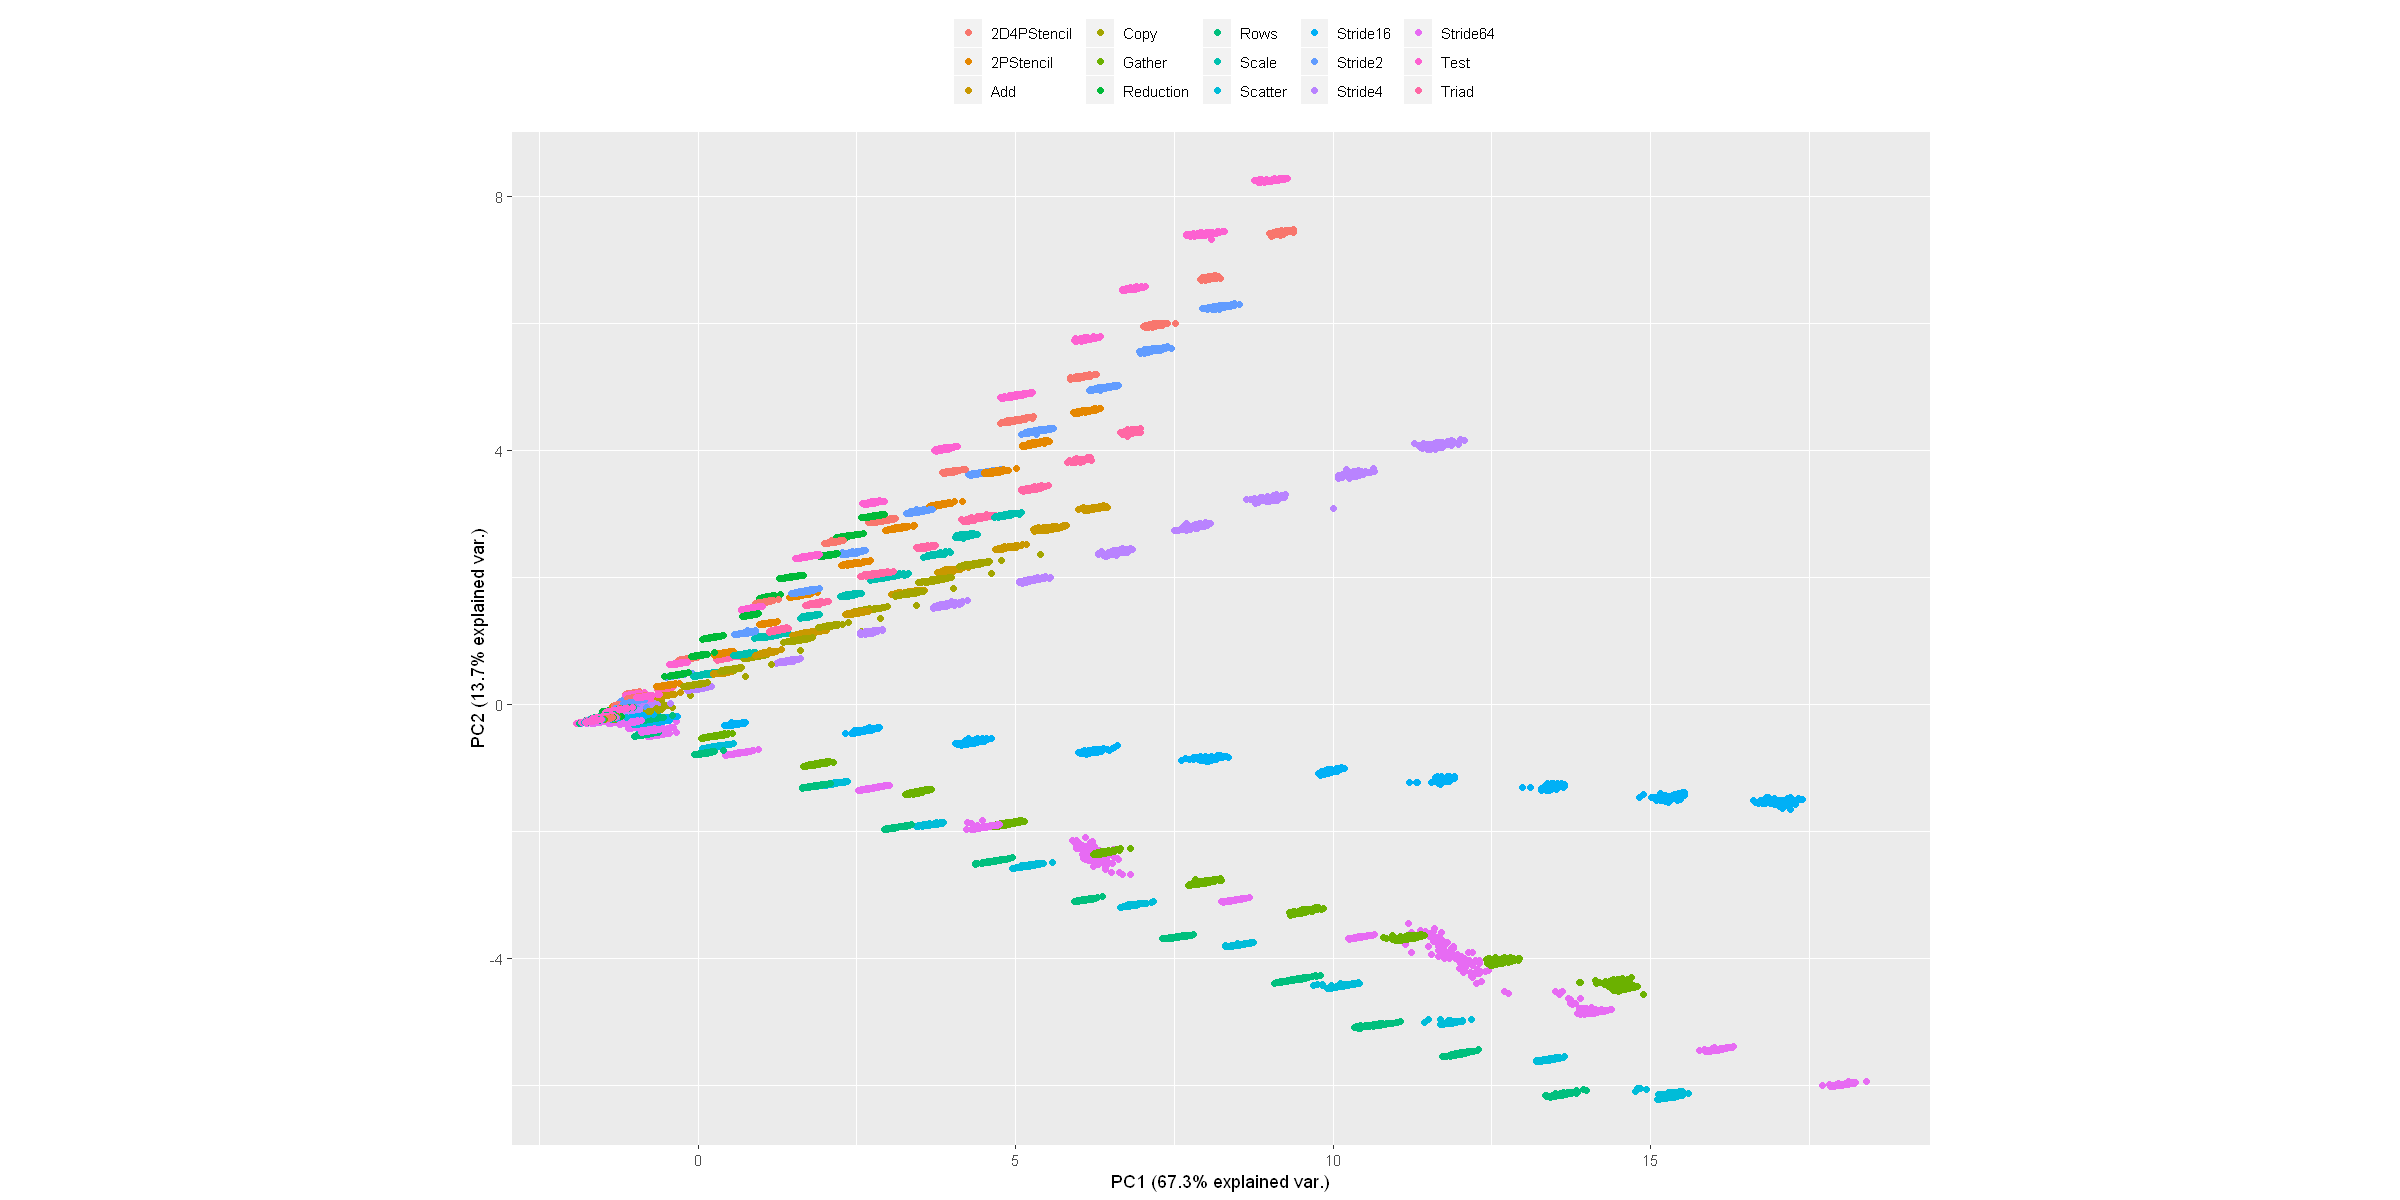 2D4PStencil Copy Rows Stride16 Stride64
2PStencil Gather Scale Stride2 Test
Add Reduction Scatter Stride4 Triad
8
4
0
-4
PC2 (13.7% explained var.)
0 5 10 15
PC1 (67.3% explained var.)